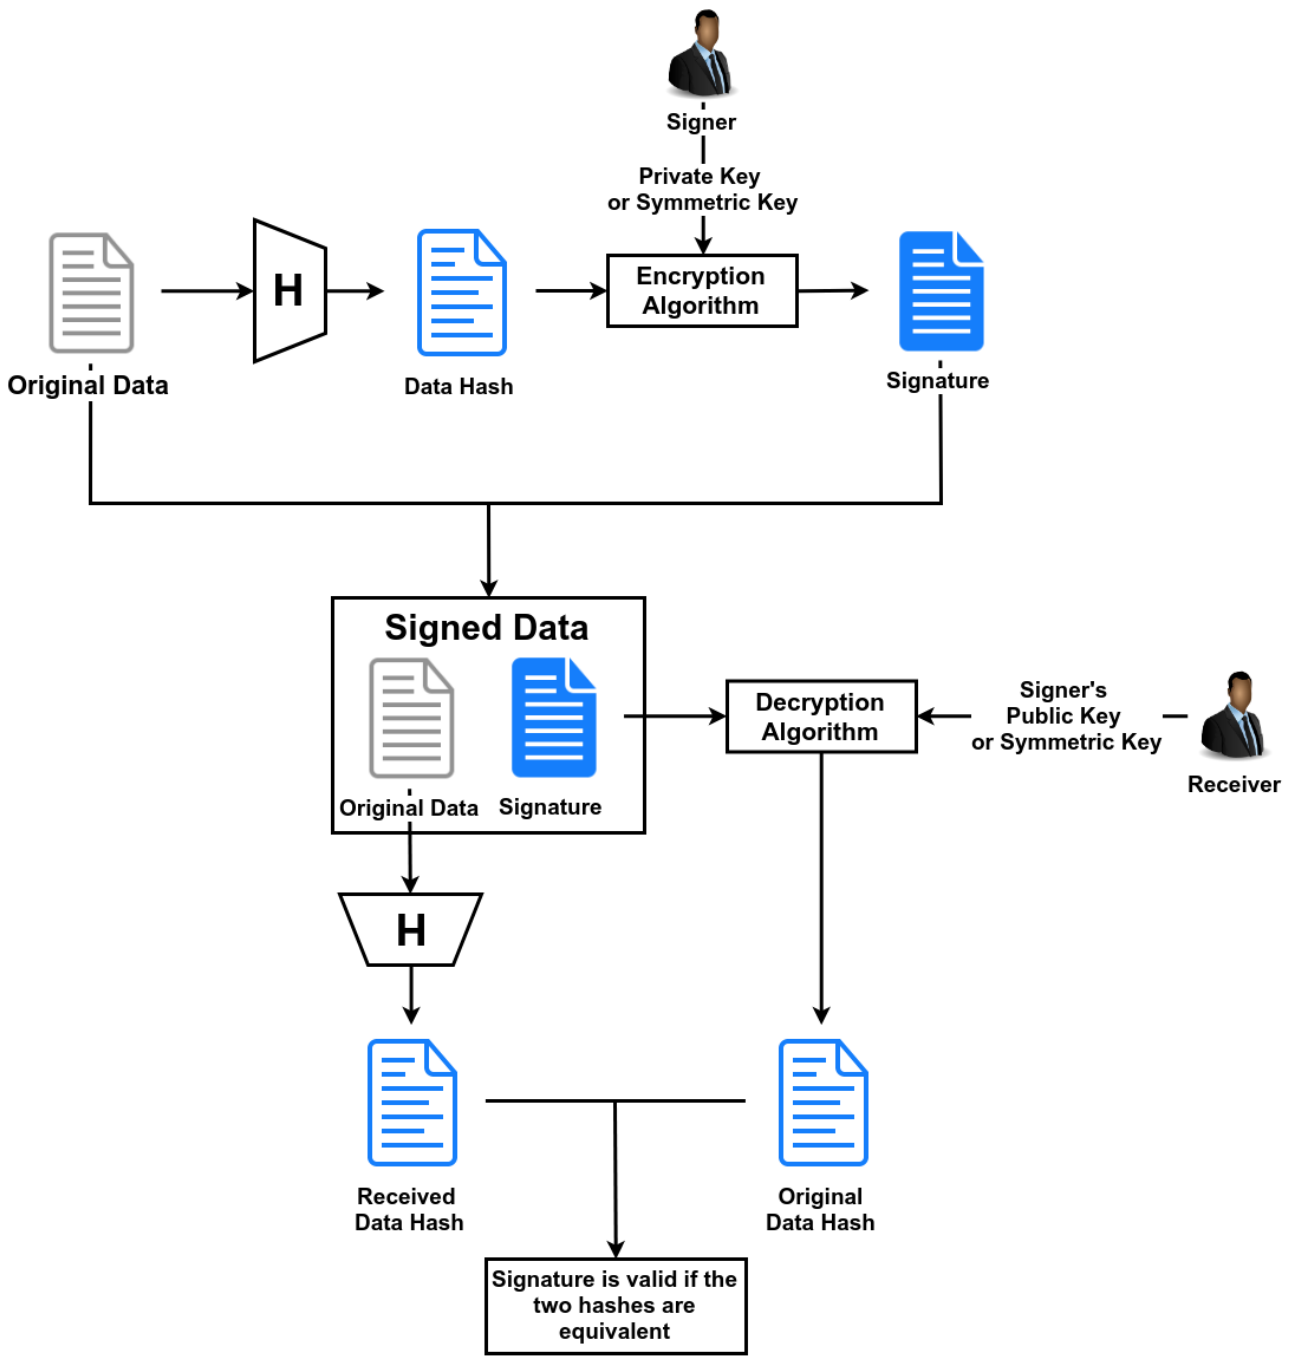 Signer
Private Key
or Symmetric Key
H
Encryption
Algorithm
Original Data
Data Hash
Signature
Signed Data
Original Data
Signature
Decryption
Algorithm
Signer's
Public Key
or Symmetric Key
Receiver
H
Received
Data Hash
Original
Data Hash
Signature is valid if the
two hashes are
equivalent